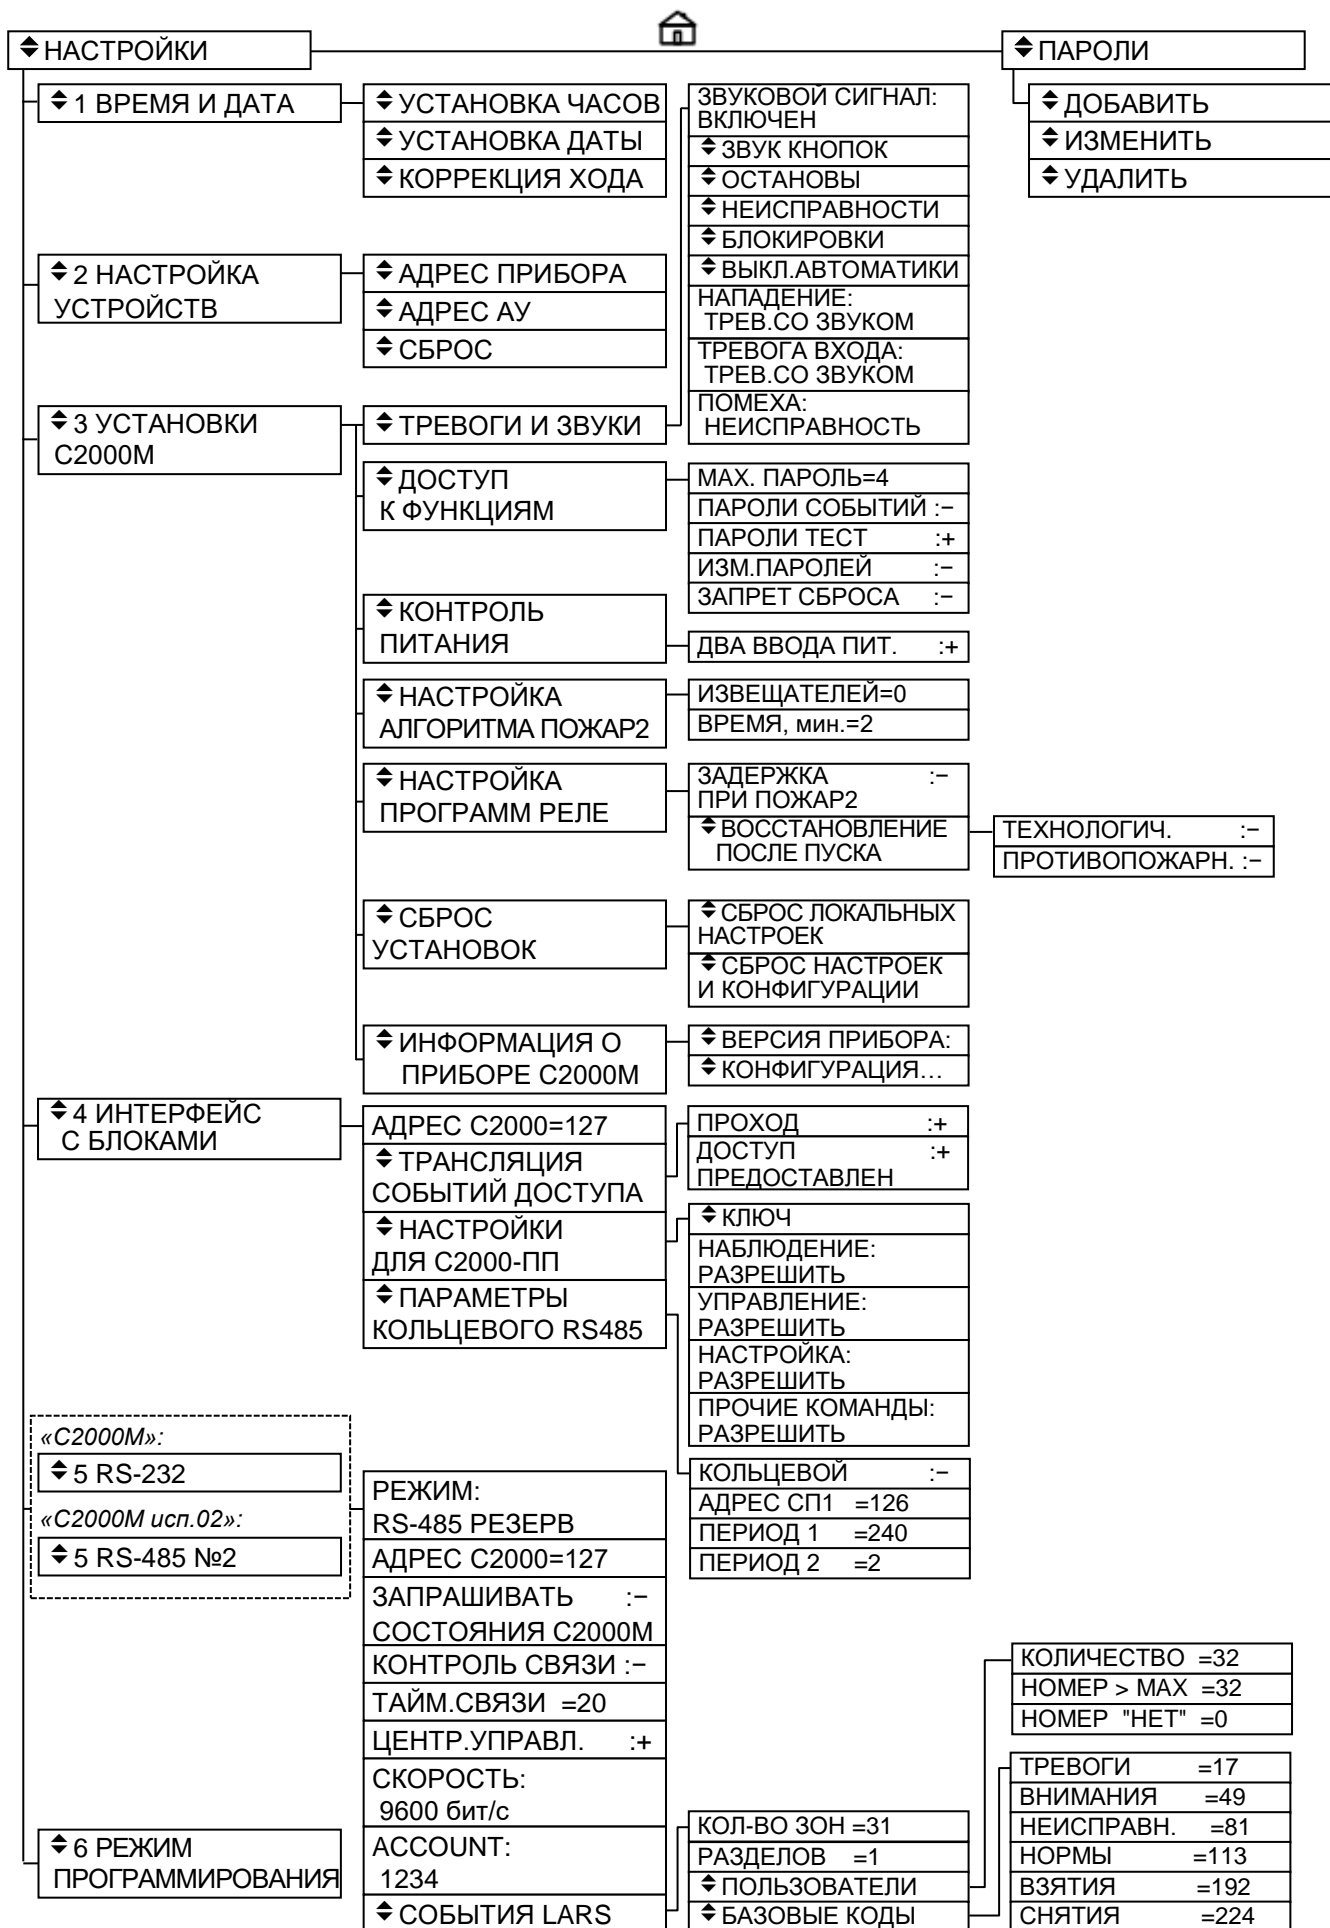 НАСТРОЙКИ
ПАРОЛИ
ДОБАВИТЬ
ИЗМЕНИТЬ
УДАЛИТЬ
1 ВРЕМЯ И ДАТА
УСТАНОВКА ЧАСОВ
УСТАНОВКА ДАТЫ
КОРРЕКЦИЯ ХОДА
2 НАСТРОЙКА
УСТРОЙСТВ
АДРЕС ПРИБОРА
АДРЕС АУ
СБРОС
3 УСТАНОВКИ
С2000М
ТРЕВОГИ И ЗВУКИ
ЗВУКОВОЙ СИГНАЛ:
ВКЛЮЧЕН
ЗВУК КНОПОК
ОСТАНОВЫ
НЕИСПРАВНОСТИ
БЛОКИРОВКИ
ВЫКЛ.АВТОМАТИКИ
НАПАДЕНИЕ:
ТРЕВ.СО ЗВУКОМ
ТРЕВОГА ВХОДА:
ТРЕВ.СО ЗВУКОМ
ПОМЕХА:
НЕИСПРАВНОСТЬ
ДОСТУП
К ФУНКЦИЯМ
МАХ. ПАРОЛЬ=4
ПАРОЛИ СОБЫТИЙ :−
ПАРОЛИ ТЕСТ :+
ИЗМ.ПАРОЛЕЙ :−
ЗАПРЕТ СБРОСА :−
КОНТРОЛЬ
ПИТАНИЯ
ДВА ВВОДА ПИТ. :+
НАСТРОЙКА
АЛГОРИТМА ПОЖАР2
ИЗВЕЩАТЕЛЕЙ=0
ВРЕМЯ, мин.=2
НАСТРОЙКА
ПРОГРАММ РЕЛЕ
ЗАДЕРЖКА :−
ПРИ ПОЖАР2
ВОССТАНОВЛЕНИЕ
ПОСЛЕ ПУСКА
ТЕХНОЛОГИЧ. :−
ПРОТИВОПОЖАРН. :−
СБРОС
УСТАНОВОК
СБРОС ЛОКАЛЬНЫХ
НАСТРОЕК
СБРОС НАСТРОЕК
И КОНФИГУРАЦИИ
ИНФОРМАЦИЯ О
ПРИБОРЕ С2000М
ВЕРСИЯ ПРИБОРА:
КОНФИГУРАЦИЯ…
4 ИНТЕРФЕЙС
С БЛОКАМИ
АДРЕС С2000=127
ТРАНСЛЯЦИЯ
СОБЫТИЙ ДОСТУПА
ПРОХОД :+
ДОСТУП :+
ПРЕДОСТАВЛЕН
НАСТРОЙКИ
ДЛЯ С2000-ПП
КЛЮЧ
НАБЛЮДЕНИЕ:
РАЗРЕШИТЬ
УПРАВЛЕНИЕ:
РАЗРЕШИТЬ
НАСТРОЙКА:
РАЗРЕШИТЬ
ПРОЧИЕ КОМАНДЫ:
РАЗРЕШИТЬ
ПАРАМЕТРЫ
КОЛЬЦЕВОГО RS485
КОЛЬЦЕВОЙ :−
АДРЕС СП1 =126
ПЕРИОД 1 =240
ПЕРИОД 2 =2
«С2000М»:
5 RS-232
«С2000М исп.02»:
5 RS-485 №2
РЕЖИМ:
RS-485 РЕЗЕРВ
АДРЕС С2000=127
ЗАПРАШИВАТЬ :−
СОСТОЯНИЯ С2000М
КОНТРОЛЬ СВЯЗИ :−
ТАЙМ.СВЯЗИ =20
ЦЕНТР.УПРАВЛ. :+
СКОРОСТЬ:
9600 бит/с
ACCOUNT:
1234
СОБЫТИЯ LARS
КОЛ-ВО ЗОН =31
РАЗДЕЛОВ =1
ПОЛЬЗОВАТЕЛИ
БАЗОВЫЕ КОДЫ
КОЛИЧЕСТВО =32
НОМЕР > MAX =32
НОМЕР "НЕТ" =0
ТРЕВОГИ =17
ВНИМАНИЯ =49
НЕИСПРАВН. =81
НОРМЫ =113
ВЗЯТИЯ =192
СНЯТИЯ =224
6 РЕЖИМ
ПРОГРАММИРОВАНИЯ